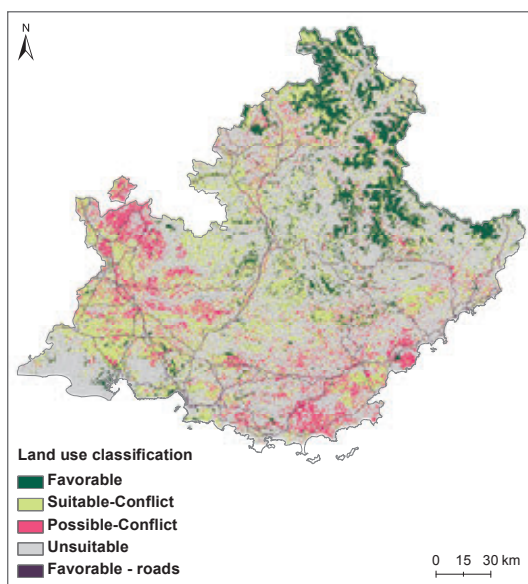 N
Land use classification
Favorable
Suitable-Conflict
Possible-Conflict
Unsuitable
Favorable - roads
0 15 30 km